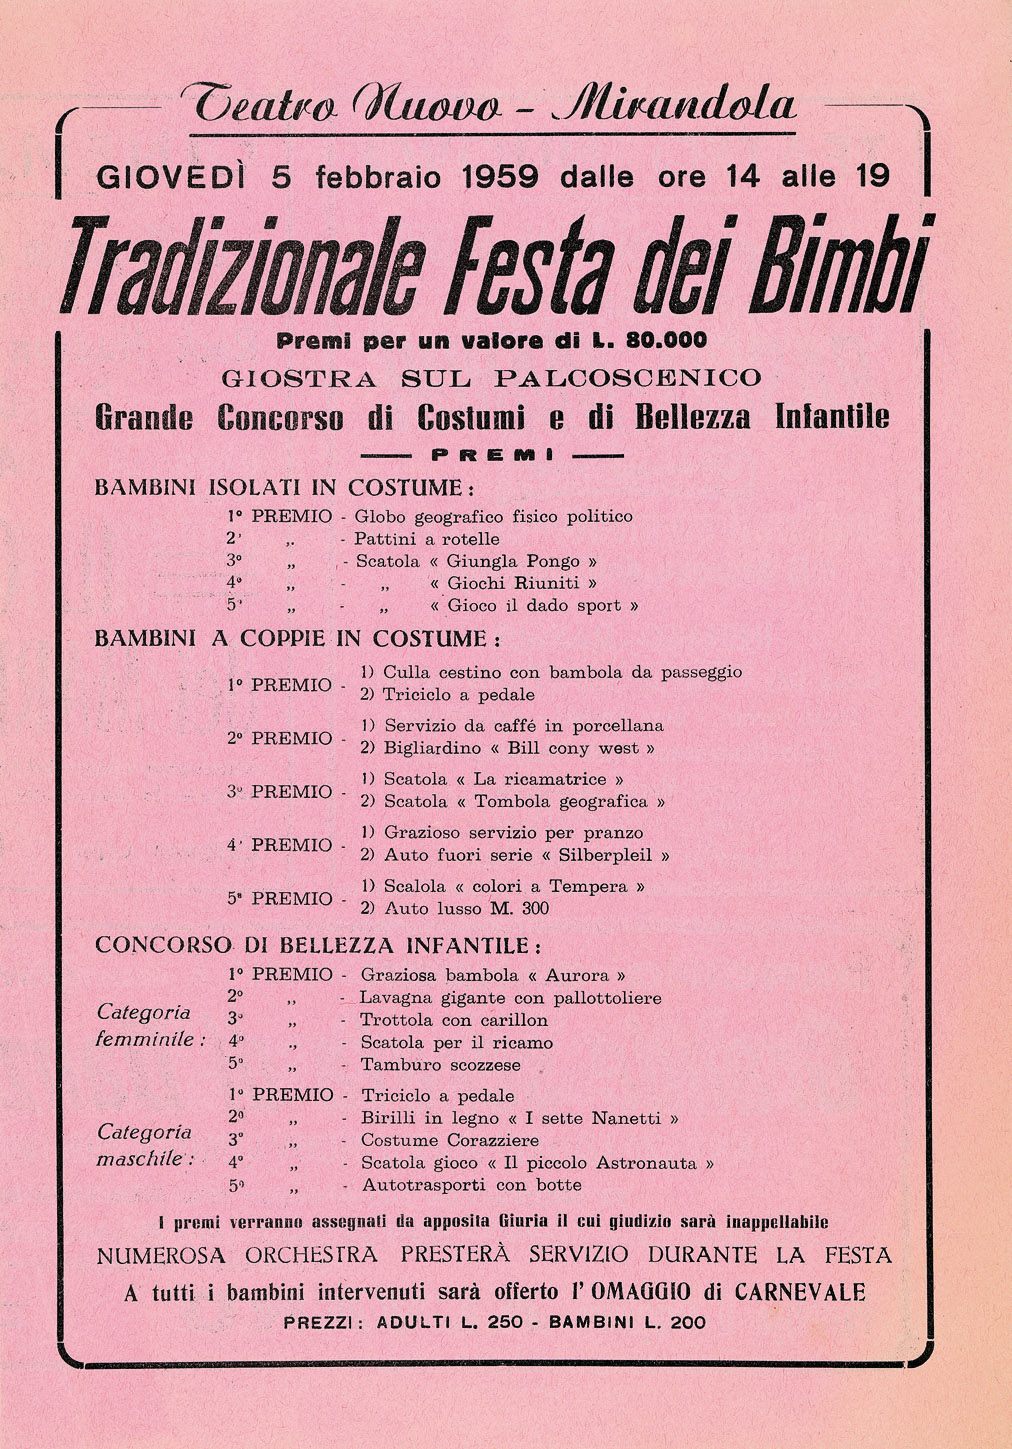 Teatro Nuovo - Mirandola
GIOVEDÌ 5 febbraio 1959 dalle ore 14 alle 19
Tradizionale Festa dei Bimbi
Premi per un valore di L. 80.000
GIOSTRA SUL PALCOSCENICO
Grande Concorso di Costumi e di Bellezza Infantile
PREMI
BAMBINI ISOLATI IN COSTUME:
1° PREMIO - Globo geografico fisico politico
2° ,, - Pattini a rotelle
3° ,, - Scatola « Giungla Pongo »
4° ,, - ,, « Giochi Riuniti »
5° ,, - ,, « Gioco il dado sport »
BAMBINI A COPPIE IN COSTUME:
1° PREMIO - 1) Culla cestino con bambola da passeggio
2) Triciclo a pedale
2° PREMIO - 1) Servizio da caffé in porcellana
2) Bigliardino « Bill cony west »
3° PREMIO - 1) Scatola « La ricamatrice »
2) Scatola « Tombola geografica »
4° PREMIO - 1) Grazioso servizio per pranzo
2) Auto fuori serie « Silberpleil »
5° PREMIO - 1) Scalola « colori a Tempera »
2) Auto lusso M. 300
CONCORSO DI BELLEZZA INFANTILE:
Categoria femminile:
1° PREMIO - Graziosa bambola « Aurora »
2° ,, - Lavagna gigante con pallottoliere
3° ,, - Trottola con carillon
4° ,, - Scatola per il ricamo
5° ,, - Tamburo scozzese
Categoria maschile:
1° PREMIO - Triciclo a pedale
2° ,, - Birilli in legno « I sette Nanetti »
3° ,, - Costume Corazziere
4° ,, - Scatola gioco « Il piccolo Astronauta »
5° ,, - Autotrasporti con botte
I premi verranno assegnati da apposita Giuria il cui giudizio sarà inappellabile
NUMEROSA ORCHESTRA PRESTERÀ SERVIZIO DURANTE LA FESTA
A tutti i bambini intervenuti sarà offerto l'OMAGGIO di CARNEVALE
PREZZI: ADULTI L. 250 - BAMBINI L. 200